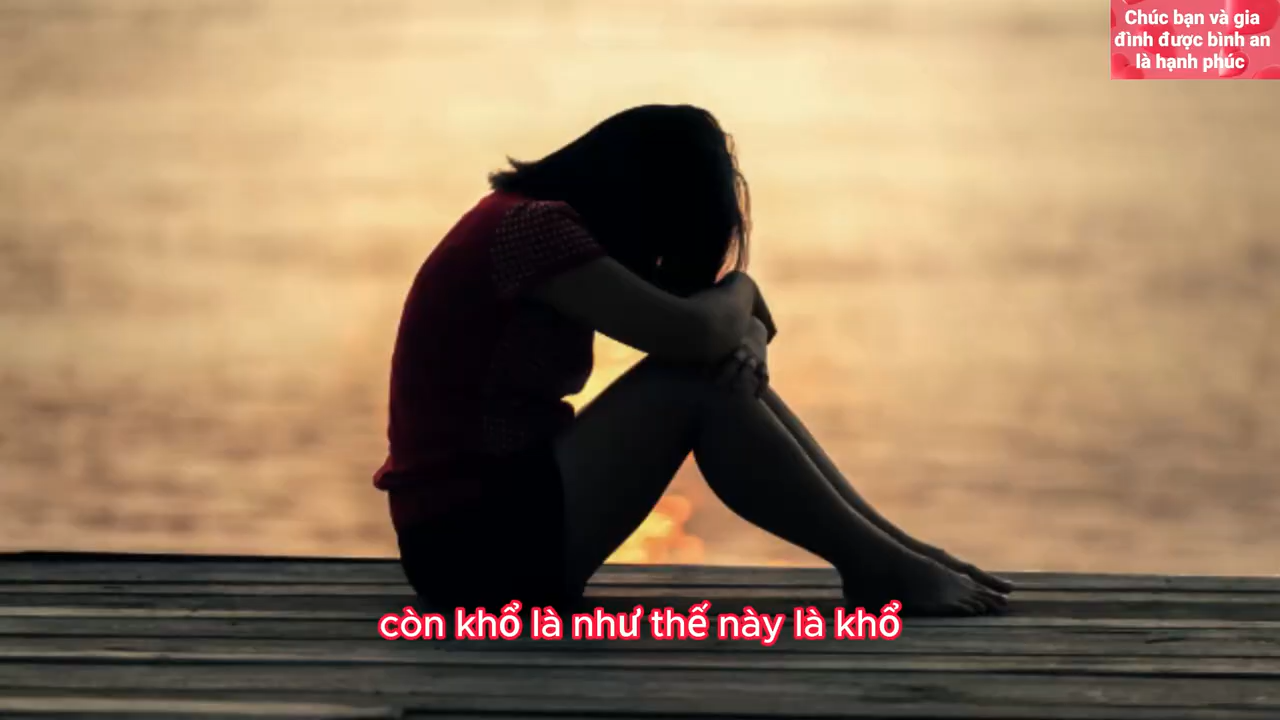 Chúc bạn và gia
đình được bình an
là hạnh phúc
còn khổ là như thế này là khổ